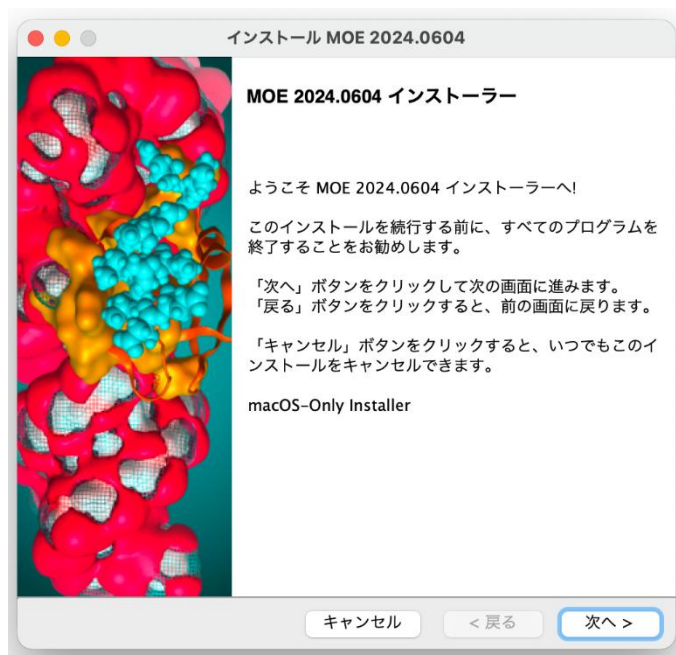 インストール MOE 2024.0604
MOE 2024.0604 インストーラー
ようこそ MOE 2024.0604 インストーラーへ!
このインストールを続行する前に、すべてのプログラムを
終了することをお勧めします。
「次へ」ボタンをクリックして次の画面に進みます。
「戻る」ボタンをクリックすると、前の画面に戻ります。
「キャンセル」ボタンをクリックすると、いつでもこのイ
ンストールをキャンセルできます。
macOS-Only Installer
キャンセル
< 戻る
次へ >